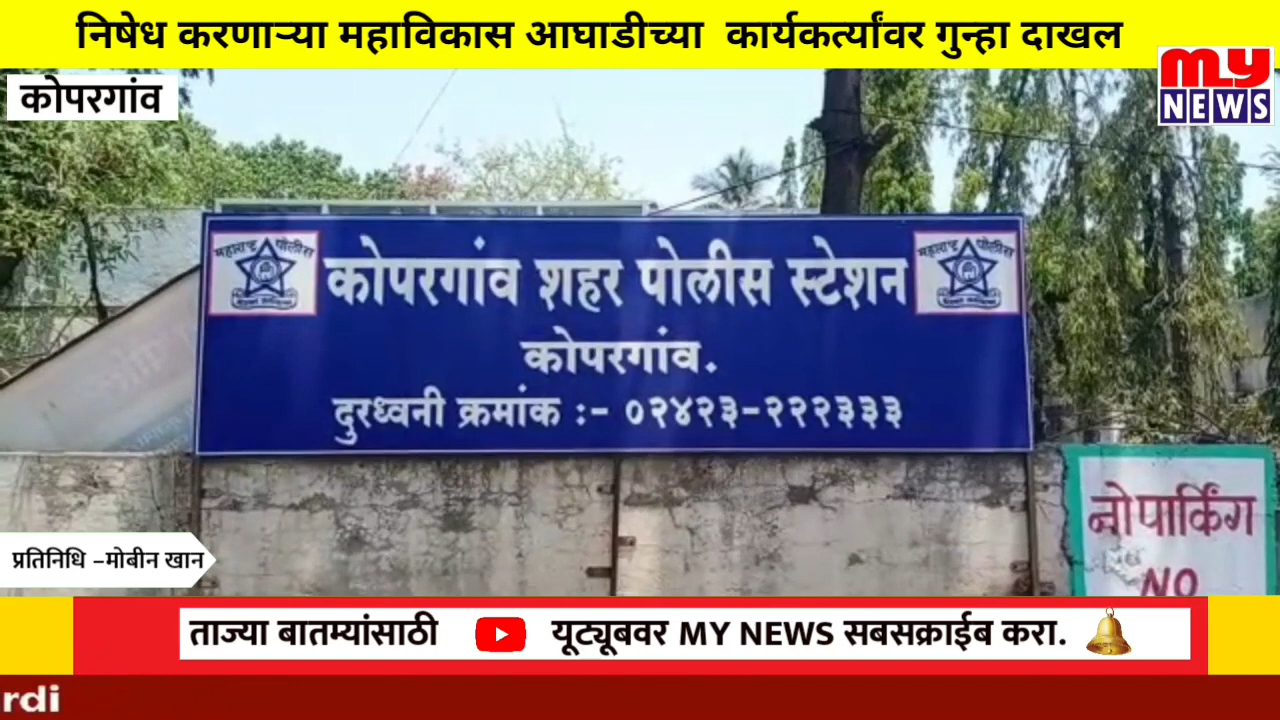 निषेध करणाऱ्या महाविकास आघाडीच्या कार्यकर्त्यांवर गुन्हा दाखल
कोपरगांव
my
NEWS
महाराष्ट्र पोलीस
महाराष्ट्र पोलीस
कोपरगांव शहर पोलीस स्टेशन
कोपरगांव.
दुरध्वनी क्रमांक :- ०२४२३-२२२३३३
नो पार्किंग
NO
प्रतिनिधि -मोबीन खान
ताज्या बातम्यांसाठी यूट्यूबवर MY NEWS सबसक्राईब करा.
rdi